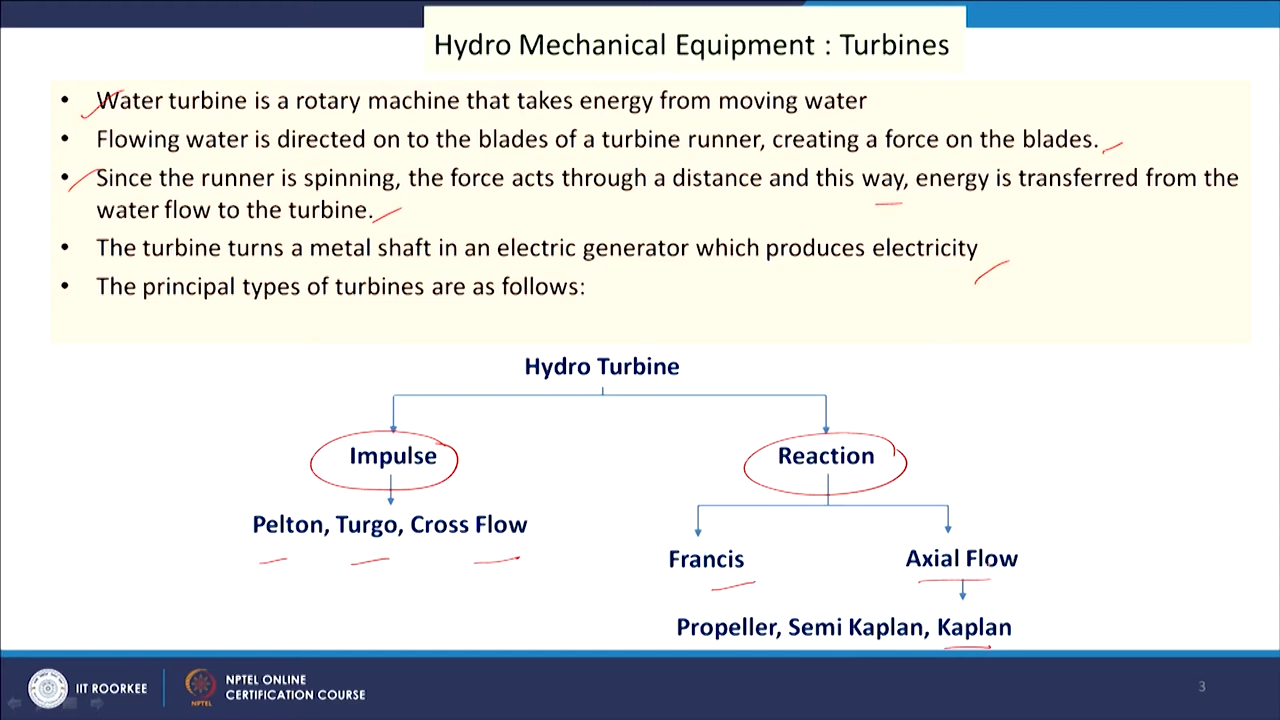 Hydro Mechanical Equipment : Turbines
• Water turbine is a rotary machine that takes energy from moving water
• Flowing water is directed on to the blades of a turbine runner, creating a force on the blades.
• Since the runner is spinning, the force acts through a distance and this way, energy is transferred from the
water flow to the turbine.
• The turbine turns a metal shaft in an electric generator which produces electricity
• The principal types of turbines are as follows:
Hydro Turbine
Impulse
Reaction
Pelton, Turgo, Cross Flow
Francis
Axial Flow
Propeller, Semi Kaplan, Kaplan
IIT ROORKEE
NPTEL
NPTEL ONLINE
CERTIFICATION COURSE
3